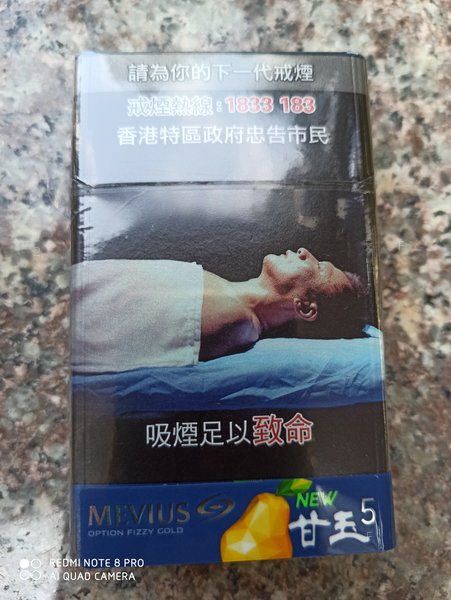 請為你的下一代戒煙
戒煙熱線：1833 183
香港特區政府忠告市民
吸煙足以致命
MEVIUS
OPTION FIZZY GOLD
NEW
甘玉
5
REDMI NOTE 8 PRO
AI QUAD CAMERA